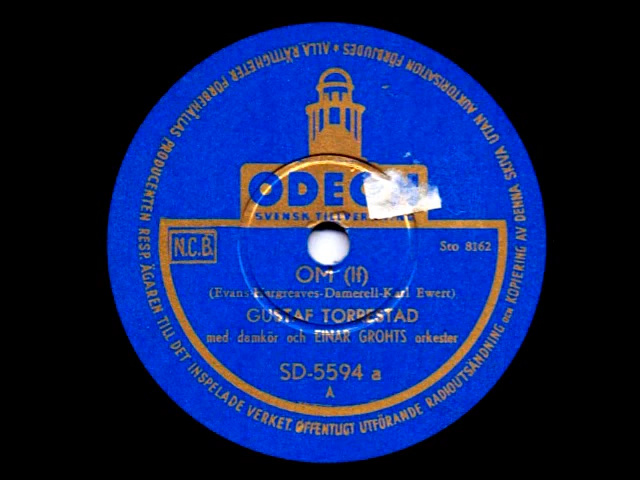 ALLA RÄTTIGHETER FÖRBEHÅLLAS PRODUCENTEN RESP. ÄGAREN TILL DET INSPELADE VERKET. OFFENTLIGT UTFÖRANDE RADIOUTSÄNDNING OCH KOPIERING AV DENNA SKIVA UTAN AUKTORISATION FÖRBJUDES •
ODEON
SVENSK
N.C.B.
Sto 8162
OM (If)
(Evans-Hargreaves-Damerell-Karl Ewert)
GUSTAF TORRESTAD
med damkör och EINAR GROHTS orkester
SD-5594 a
A